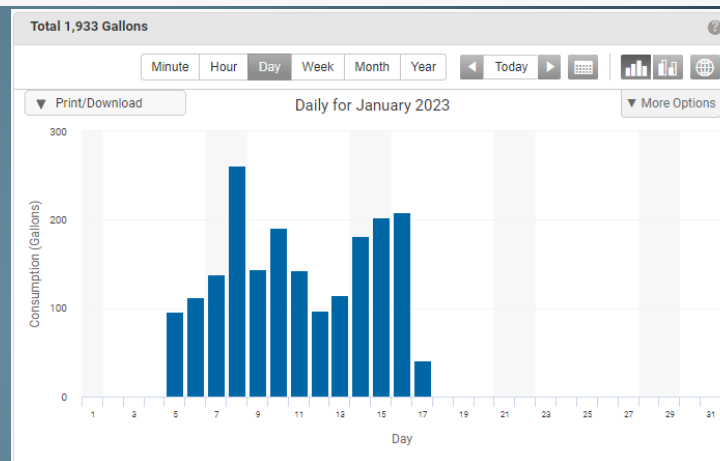 Total 1,933 Gallons
?
Minute Hour Day Week Month Year Today
▼ Print/Download
Daily for January 2023
▼ More Options
Consumption (Gallons)
300
200
100
0
1 3 5 7 9 11 13 15 17 19 21 23 25 27 29 31
Day